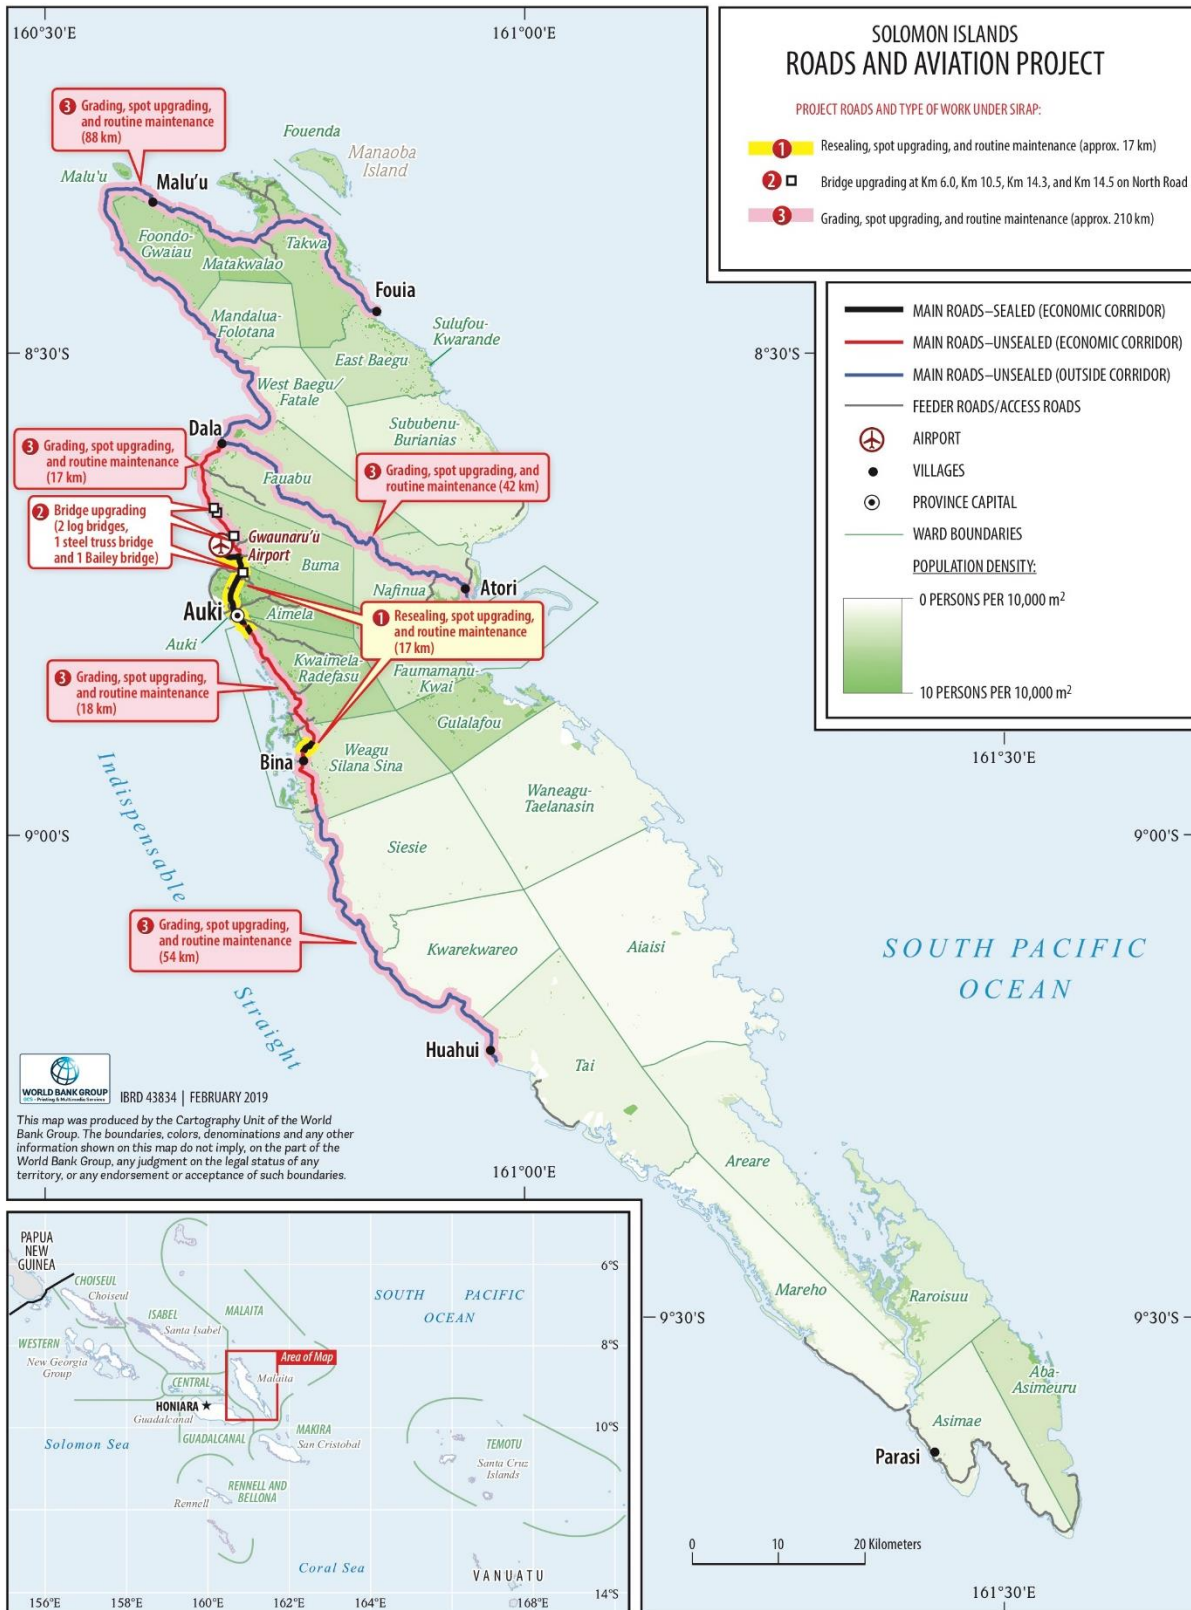 160°30'E
161°00'E
SOLOMON ISLANDS
ROADS AND AVIATION PROJECT
PROJECT ROADS AND TYPE OF WORK UNDER SIRAP:
1 Resealing, spot upgrading, and routine maintenance (approx. 17 km)
2 Bridge upgrading at Km 6.0, Km 10.5, Km 14.3, and Km 14.5 on North Road
3 Grading, spot upgrading, and routine maintenance (approx. 210 km)
MAIN ROADS–SEALED (ECONOMIC CORRIDOR)
MAIN ROADS–UNSEALED (ECONOMIC CORRIDOR)
MAIN ROADS–UNSEALED (OUTSIDE CORRIDOR)
FEEDER ROADS/ACCESS ROADS
AIRPORT
VILLAGES
PROVINCE CAPITAL
WARD BOUNDARIES
POPULATION DENSITY:
0 PERSONS PER 10,000 m²
10 PERSONS PER 10,000 m²
3 Grading, spot upgrading,
and routine maintenance
(88 km)
Fouenda
Manaoba
Island
Malu'u
Malu'u
Foondo-
Gwaiau
Matakwalao
Takwa
Fouia
Mandalua-
Folotana
Sulufou-
Kwarande
8°30'S
8°30'S
East Baegu
West Baegu/
Fatale
Sububenu-
Burianias
Dala
3 Grading, spot upgrading,
and routine maintenance
(17 km)
Fauabu
3 Grading, spot upgrading, and
routine maintenance (42 km)
2 Bridge upgrading
(2 log bridges,
1 steel truss bridge
and 1 Bailey bridge)
Gwaunaru'u
Airport
Buma
Nafinua
Atori
Auki
Aimela
Auki
1 Resealing, spot upgrading,
and routine maintenance
(17 km)
3 Grading, spot upgrading,
and routine maintenance
(18 km)
Kwaimela-
Radefasu
Faumamanu-
Kwai
Gulalafou
Bina
Weagu
Silana Sina
161°30'E
Waneagu-
Taelanasin
9°00'S
9°00'S
Siesie
Indispensable
Straight
3 Grading, spot upgrading,
and routine maintenance
(54 km)
Kwarekwareo
Aiaisi
SOUTH PACIFIC
OCEAN
Huahui
Tai
WORLD BANK GROUP
IBRD 43834 | FEBRUARY 2019
This map was produced by the Cartography Unit of the World
Bank Group. The boundaries, colors, denominations and any other
information shown on this map do not imply, on the part of the
World Bank Group, any judgment on the legal status of any
territory, or any endorsement or acceptance of such boundaries.
161°00'E
Areare
Mareho
Raroisuu
9°30'S
9°30'S
Aba-
Asimeuru
Asimae
Parasi
0 10 20 Kilometers
161°30'E
PAPUA
NEW
GUINEA
CHOISEUL
Choiseul
ISABEL
Santa Isabel
MALAITA
SOUTH PACIFIC
OCEAN
6°S
WESTERN
New Georgia
Group
8°S
Area of Map
Malaita
CENTRAL
HONIARA
Guadalcanal
GUADALCANAL
MAKIRA
San Cristobal
10°S
Solomon Sea
TEMOTU
Santa Cruz
Islands
RENNELL AND
BELLONA
Rennell
Coral Sea
VANUATU
14°S
156°E
158°E
160°E
162°E
164°E
168°E